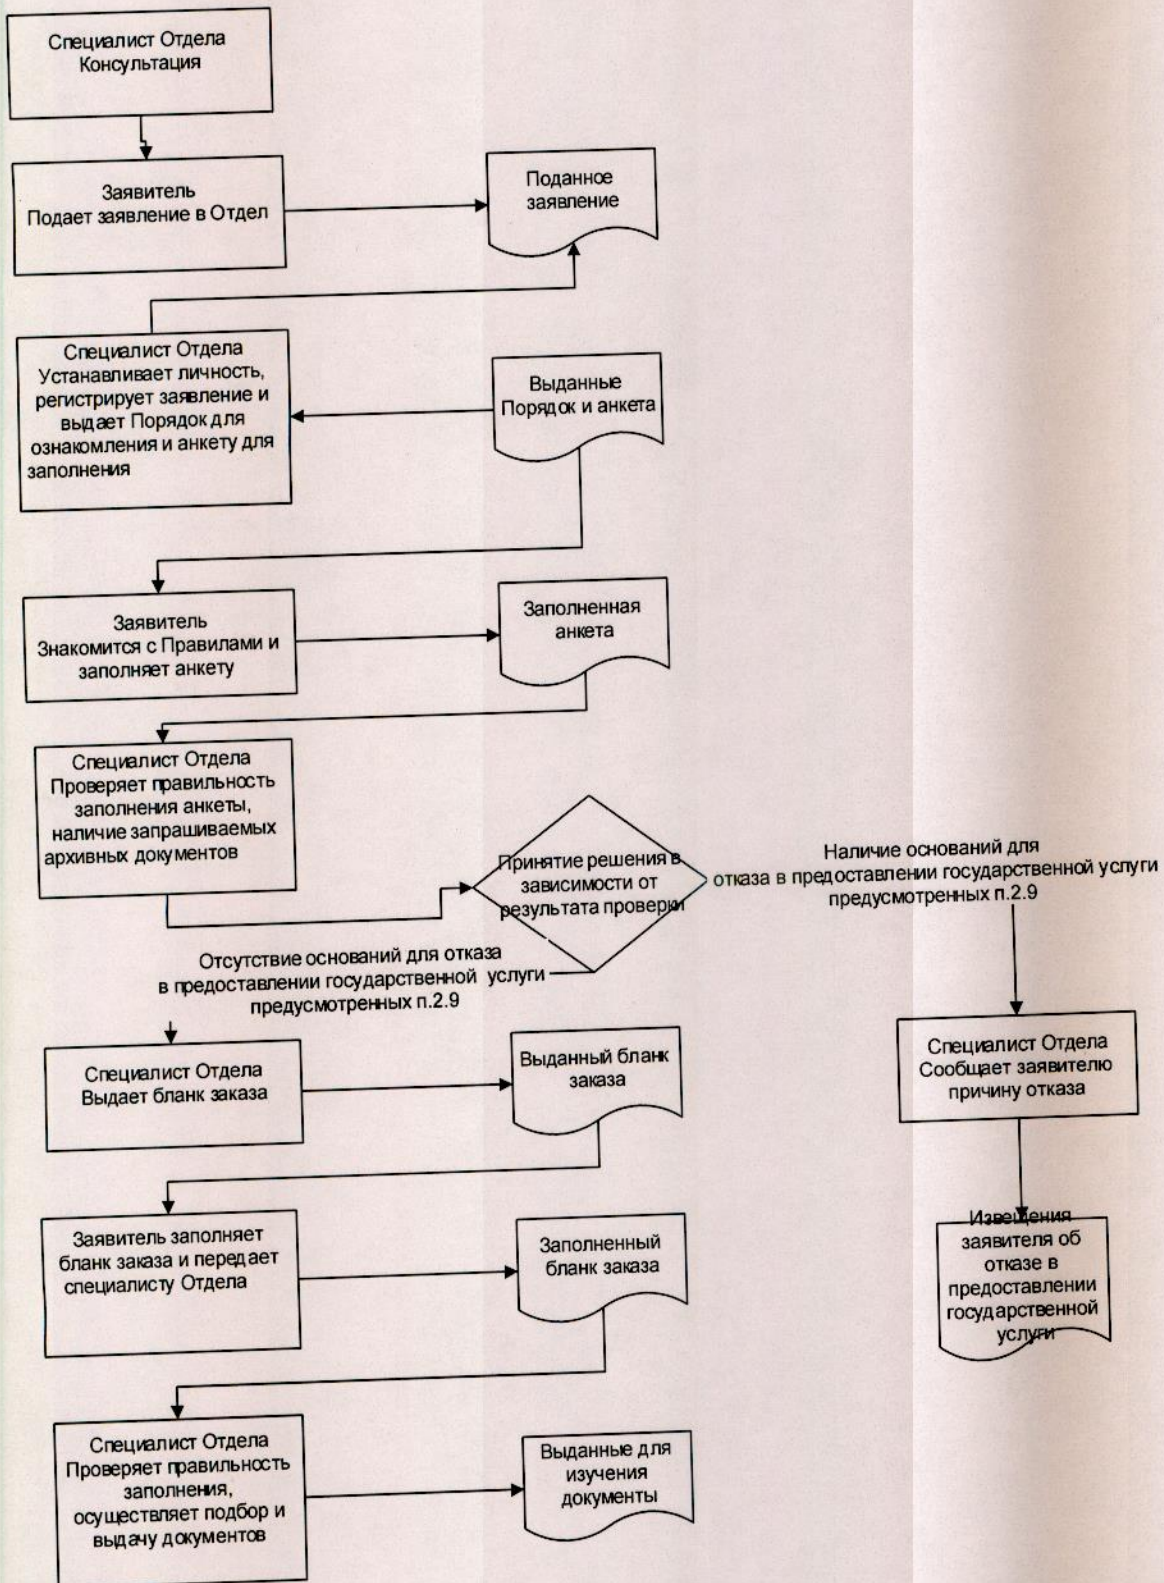 Специалист Отдела
Консультация
Заявитель
Подает заявление в Отдел
Поданное
заявление
Специалист Отдела
Устанавливает личность,
регистрирует заявление и
выдает Порядок для
ознакомления и анкету для
заполнения
Выданные
Порядок и анкета
Заявитель
Знакомится с Правилами и
заполняет анкету
Заполненная
анкета
Специалист Отдела
Проверяет правильность
заполнения анкеты,
наличие запрашиваемых
архивных документов
Принятие решения в
зависимости от
результата проверки
Наличие оснований для
отказа в предоставлении государственной услуги
предусмотренных п.2.9
Отсутствие оснований для отказа
в предоставлении государственной услуги
предусмотренных п.2.9
Специалист Отдела
Выдает бланк заказа
Выданный бланк
заказа
Специалист Отдела
Сообщает заявителю
причину отказа
Заявитель заполняет
бланк заказа и передает
специалисту Отдела
Заполненный
бланк заказа
Извещения
заявителя об
отказе в
предоставлении
государственной
услуги
Специалист Отдела
Проверяет правильность
заполнения,
осуществляет подбор и
выдачу документов
Выданные для
изучения
документы